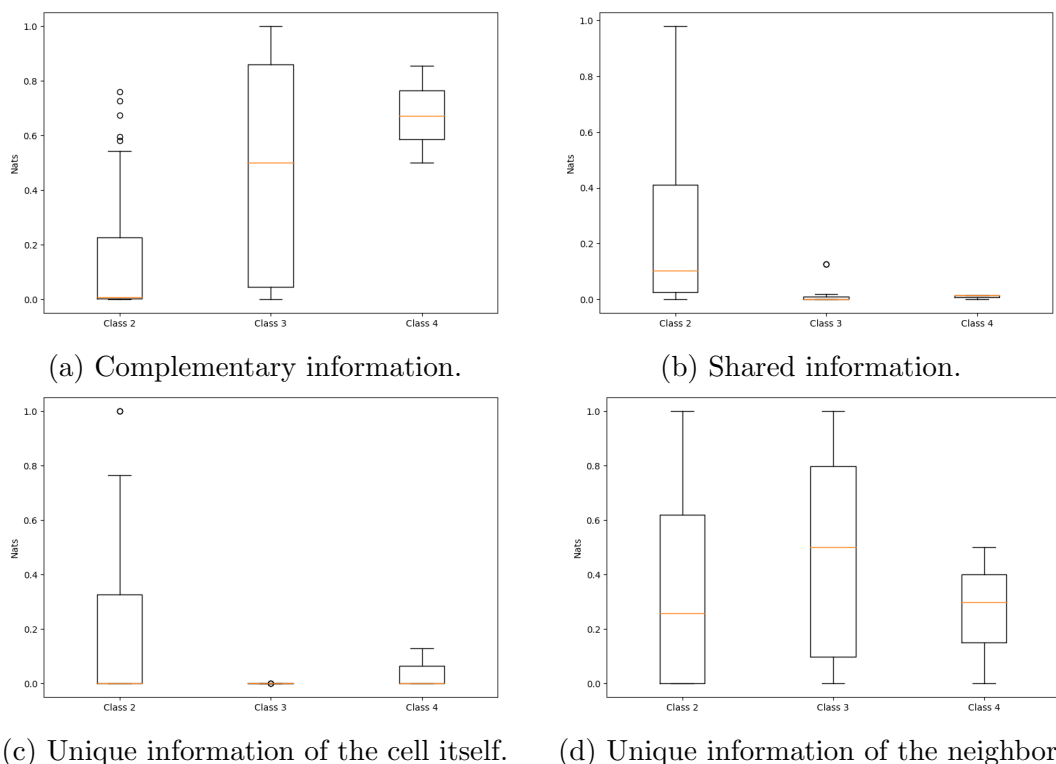 1.0
0.8
0.6
0.4
0.2
0.0
Nats
Class 2
Class 3
Class 4
(a) Complementary information.
1.0
0.8
0.6
0.4
0.2
0.0
Nats
Class 2
Class 3
Class 4
(b) Shared information.
1.0
0.8
0.6
0.4
0.2
0.0
Nats
Class 2
Class 3
Class 4
(c) Unique information of the cell itself.
1.0
0.8
0.6
0.4
0.2
0.0
Nats
Class 2
Class 3
Class 4
(d) Unique information of the neighbor